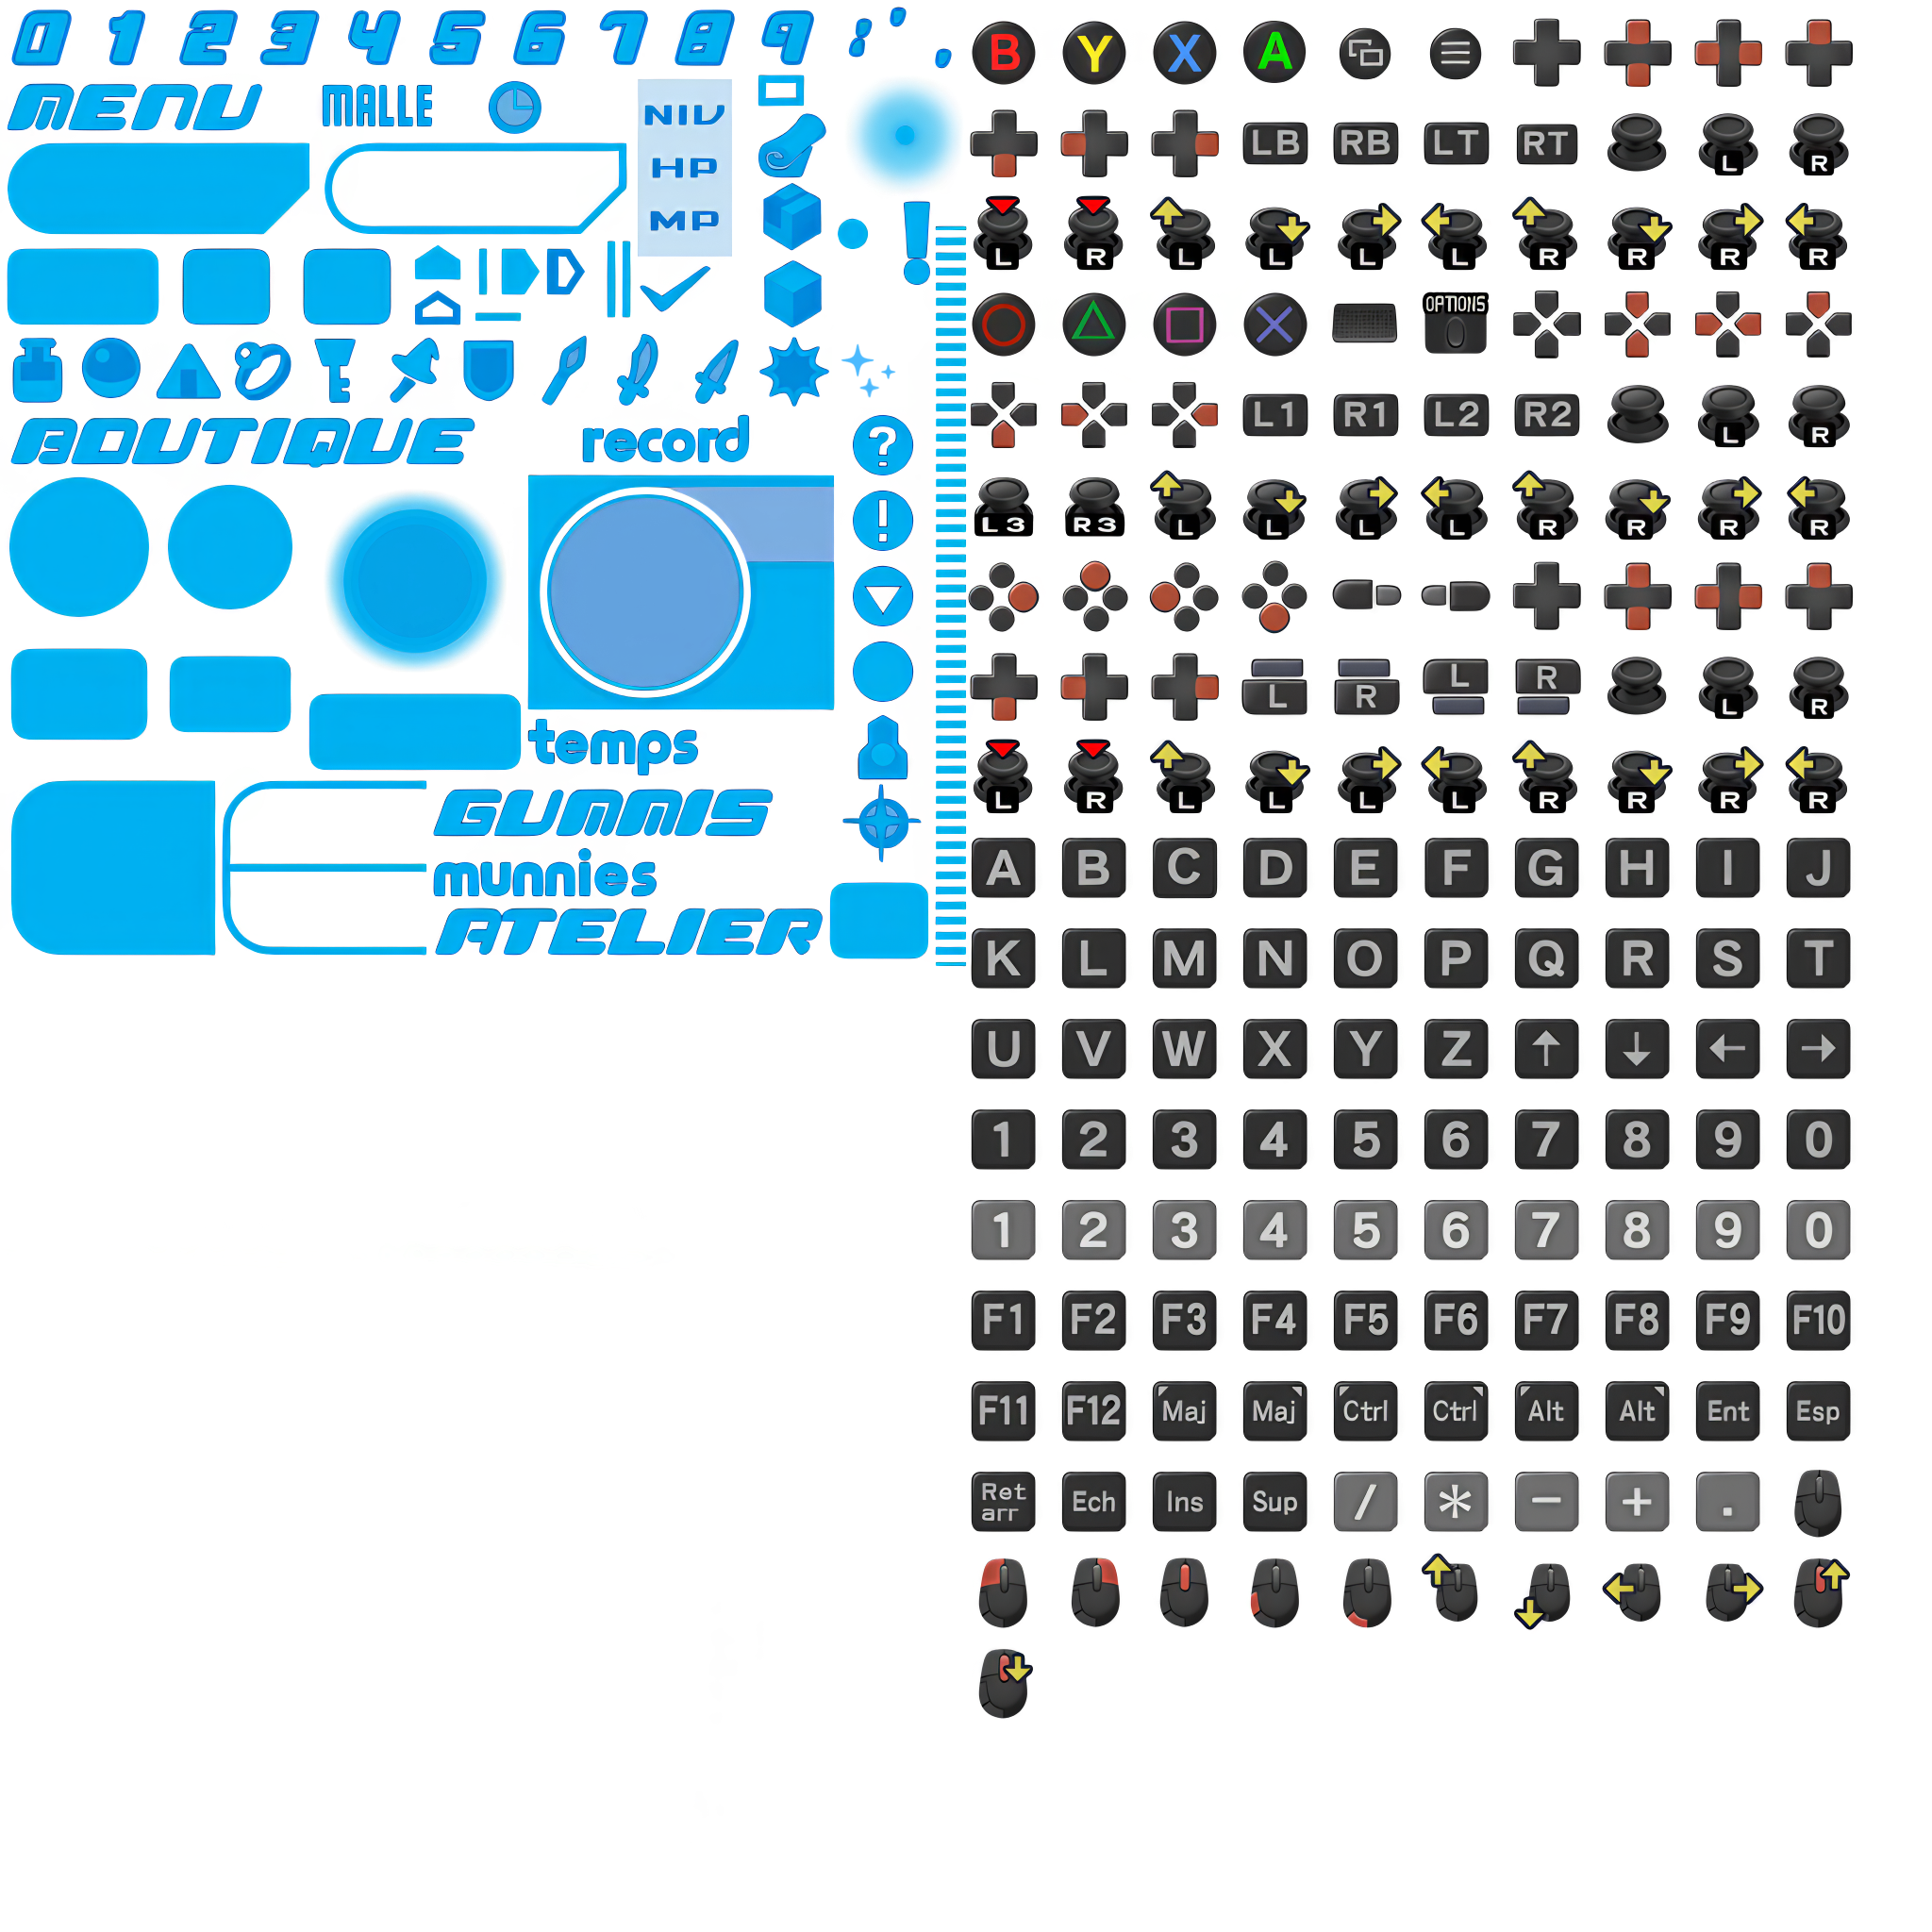 0 1 2 3 4 5 6 7 8 9 : ' .
MENU
MALLE
NIV
HP
MP
!
BOUTIQUE
record
?
!
temps
GUMMIS
munnies
ATELIER
B Y X A
LB RB LT RT L R
L R L L L L R R R R
OPTIONS
L1 R1 L2 R2 L R
L3 R3 L L L L R R R R
L R L R L R
L R L L L L R R R R
A B C D E F G H I J
K L M N O P Q R S T
U V W X Y Z ↑ ↓ ← →
1 2 3 4 5 6 7 8 9 0
1 2 3 4 5 6 7 8 9 0
F1 F2 F3 F4 F5 F6 F7 F8 F9 F10
F11 F12 Maj Maj Ctrl Ctrl Alt Alt Ent Esp
Ret arr Ech Ins Sup / * - + .